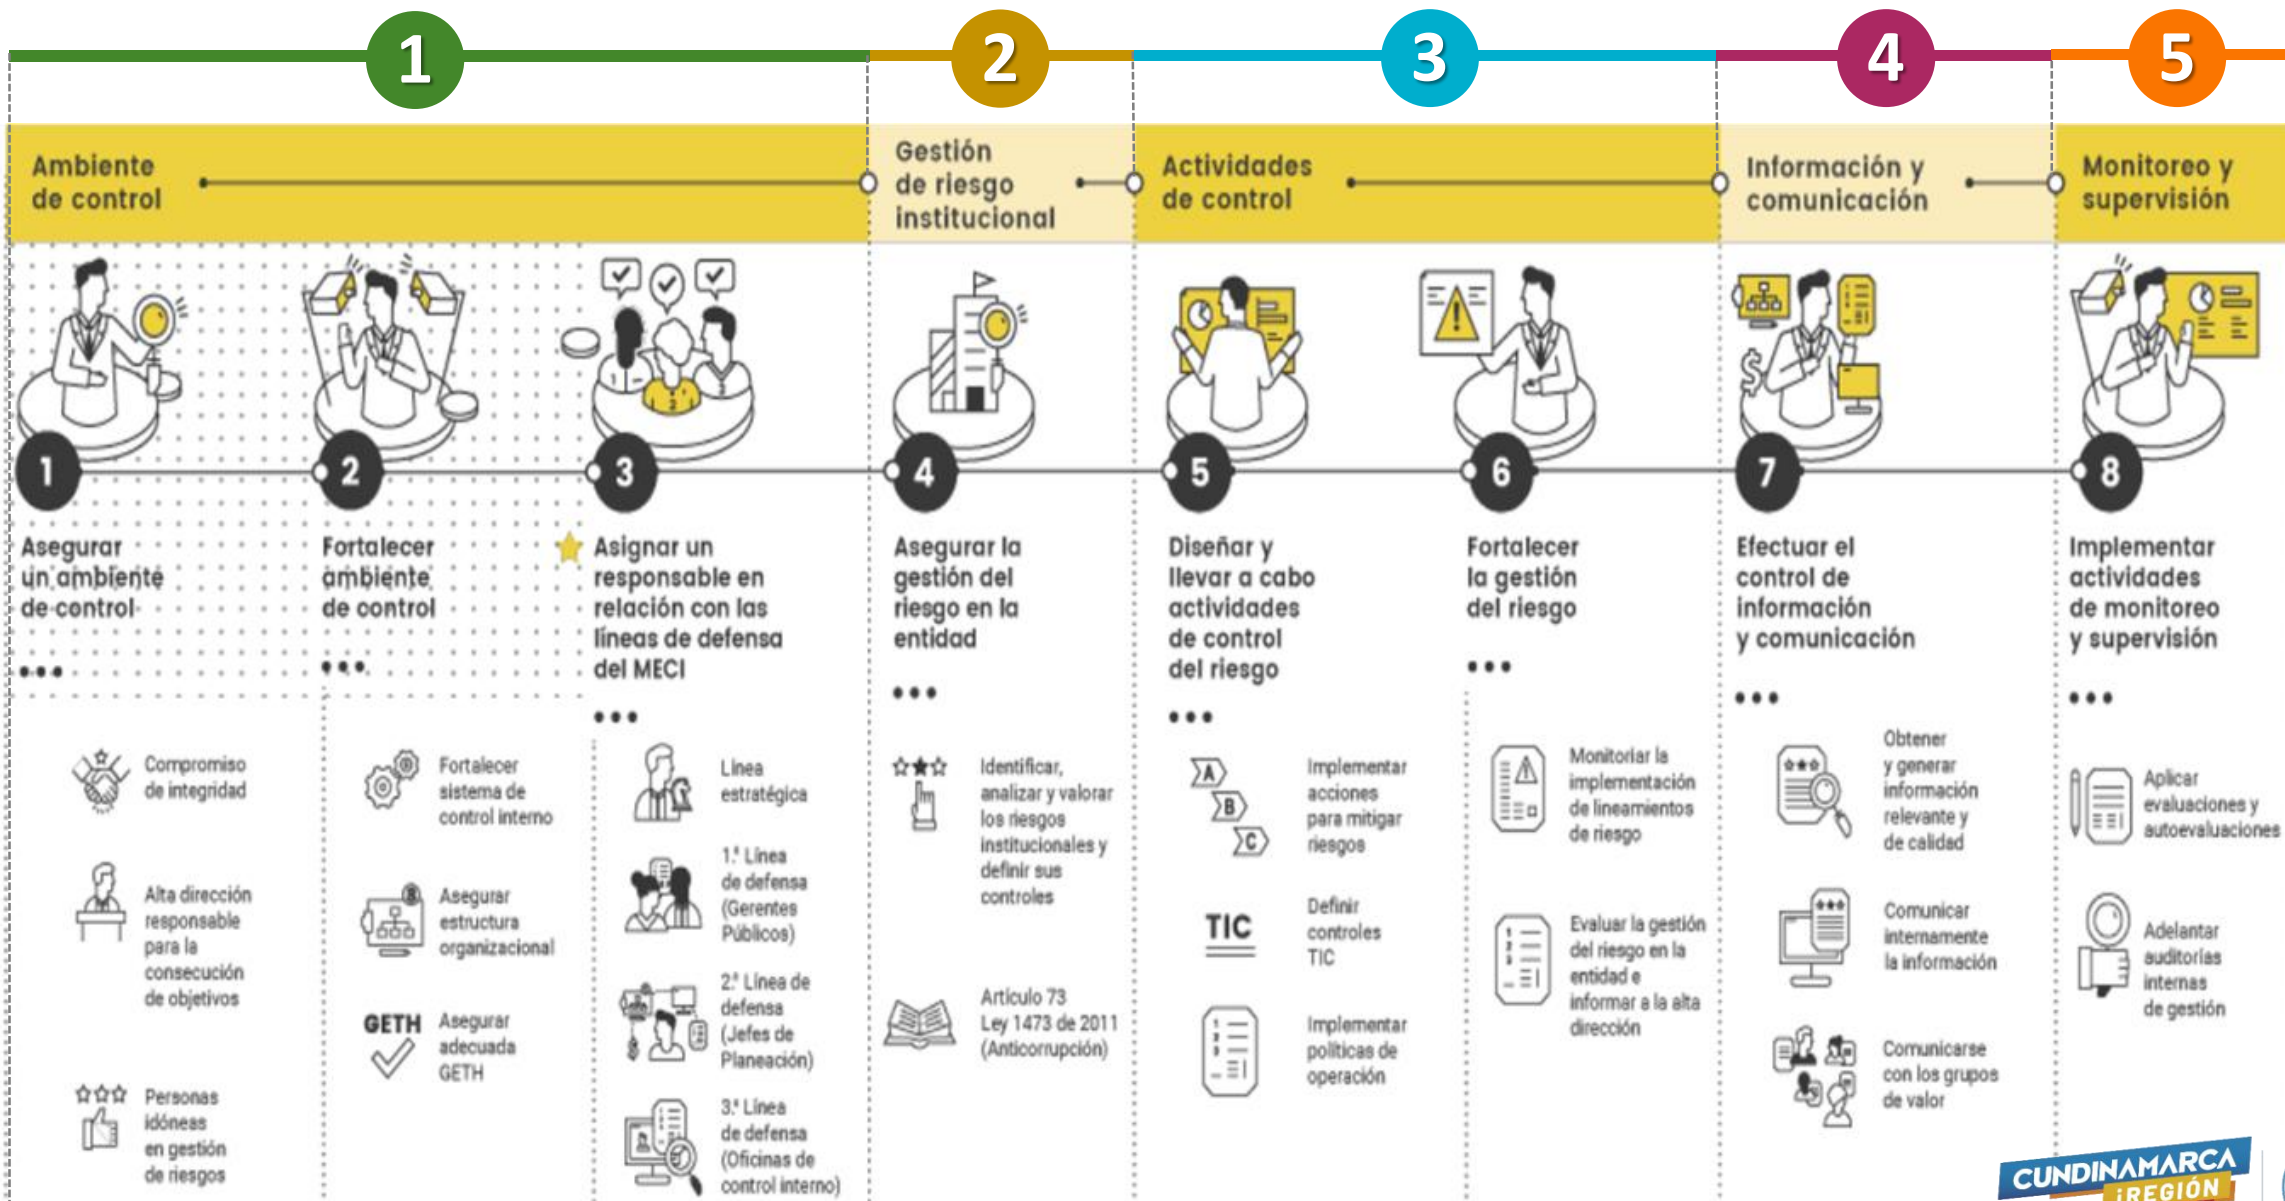 1
2
3
4
5
Ambiente
de control
Gestión
de riesgo
institucional
Actividades
de control
Información y
comunicación
Monitoreo y
supervisión
1
Asegurar
un ambiente
de control
Compromiso
de integridad
Alta dirección
responsable
para la
consecución
de objetivos
Personas
idóneas
en gestión
de riesgos
2
Fortalecer
ambiente
de control
Fortalecer
sistema de
control interno
Asegurar
estructura
organizacional
GETH
Asegurar
adecuada
GETH
3
Asignar un
responsable en
relación con las
líneas de defensa
del MECI
Línea
estratégica
1.ª Línea
de defensa
(Gerentes
Públicos)
2.ª Línea de
defensa
(Jefes de
Planeación)
3.ª Línea
de defensa
(Oficinas de
control interno)
4
Asegurar la
gestión del
riesgo en la
entidad
Identificar,
analizar y valorar
los riesgos
institucionales y
definir sus
controles
Artículo 73
Ley 1473 de 2011
(Anticorrupción)
5
Diseñar y
llevar a cabo
actividades
de control
del riesgo
A
B
C
Implementar
acciones
para mitigar
riesgos
TIC
Definir
controles
TIC
Implementar
políticas de
operación
6
Fortalecer
la gestión
del riesgo
Monitoriar la
implementación
de lineamientos
de riesgo
Evaluar la gestión
del riesgo en la
entidad e
informar a la alta
dirección
7
Efectuar el
control de
información
y comunicación
Obtener
y generar
información
relevante y
de calidad
Comunicar
internamente
la información
Comunicarse
con los grupos
de valor
8
Implementar
actividades
de monitoreo
y supervisión
Aplicar
evaluaciones y
autoevaluaciones
Adelantar
auditorías
internas
de gestión
CUNDINAMARCA
¡REGIÓN